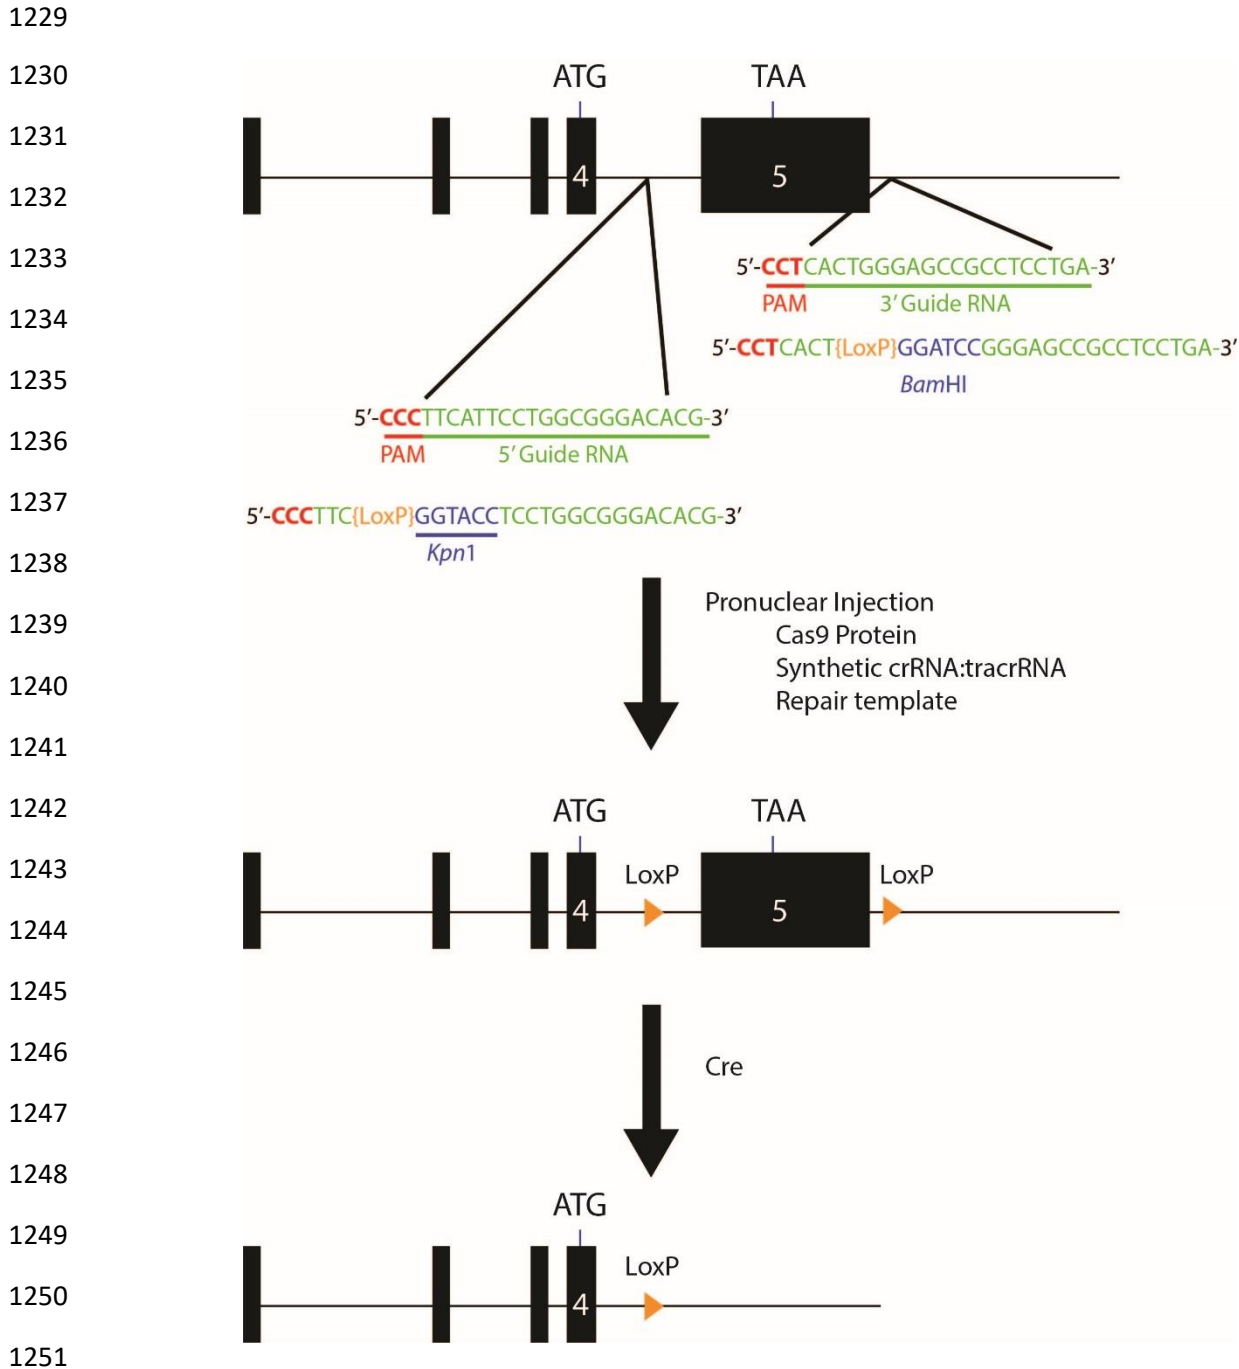 1229
1230
ATG TAA
1231
4 5
1232
1233
5’-CCTCACTGGGAGCCGCCTCCTGA-3’
PAM 3’ Guide RNA
1234
5’-CCTCACT{LoxP}GGATCCGGGAGCCGCCTCCTGA-3’
1235
BamHI
5’-CCCTTCATTCCTGGCGGGACACG-3’
1236
PAM 5’ Guide RNA
1237
5’-CCCTTC{LoxP}GGTACCTCCTGGCGGGACACG-3’
Kpn1
1238
Pronuclear Injection
1239
Cas9 Protein
Synthetic crRNA:tracrRNA
1240
Repair template
1241
1242
ATG TAA
1243
LoxP LoxP
4 5
1244
1245
1246
Cre
1247
1248
ATG
1249
LoxP
1250
4
1251